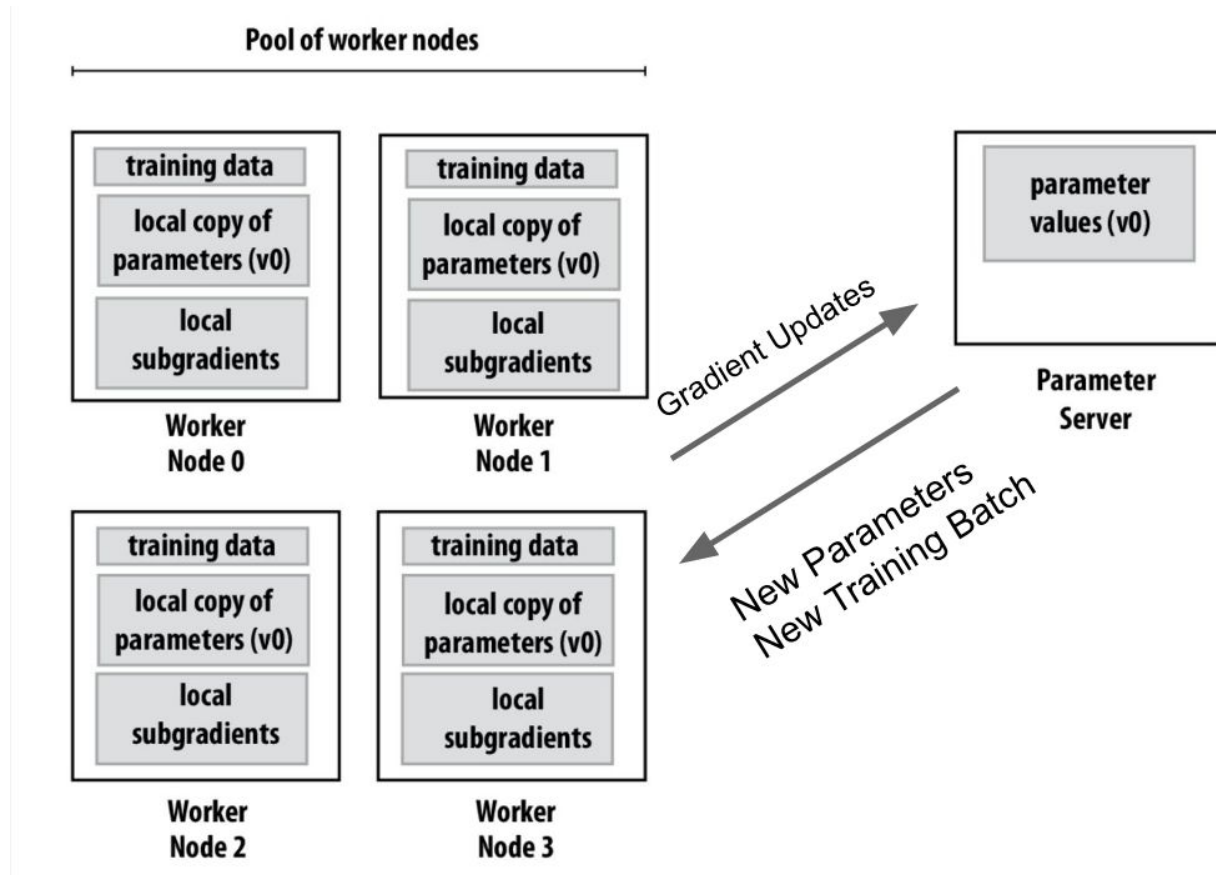 Pool of worker nodes
training data
local copy of
parameters (v0)
local
subgradients
Worker
Node 0
training data
local copy of
parameters (v0)
local
subgradients
Worker
Node 1
parameter
values (v0)
Parameter
Server
Gradient Updates
New Parameters
New Training Batch
training data
local copy of
parameters (v0)
local
subgradients
Worker
Node 2
training data
local copy of
parameters (v0)
local
subgradients
Worker
Node 3